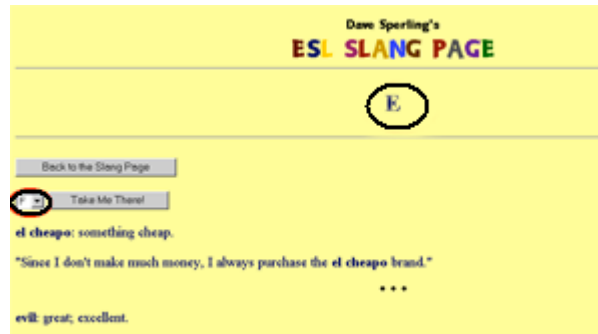 Dave Sperling's
ESL SLANG PAGE
E
Back to the Slang Page
Take Me There!
el cheapo: something cheap.
"Since I don't make much money, I always purchase the el cheapo brand."
• • •
evil: great; excellent.